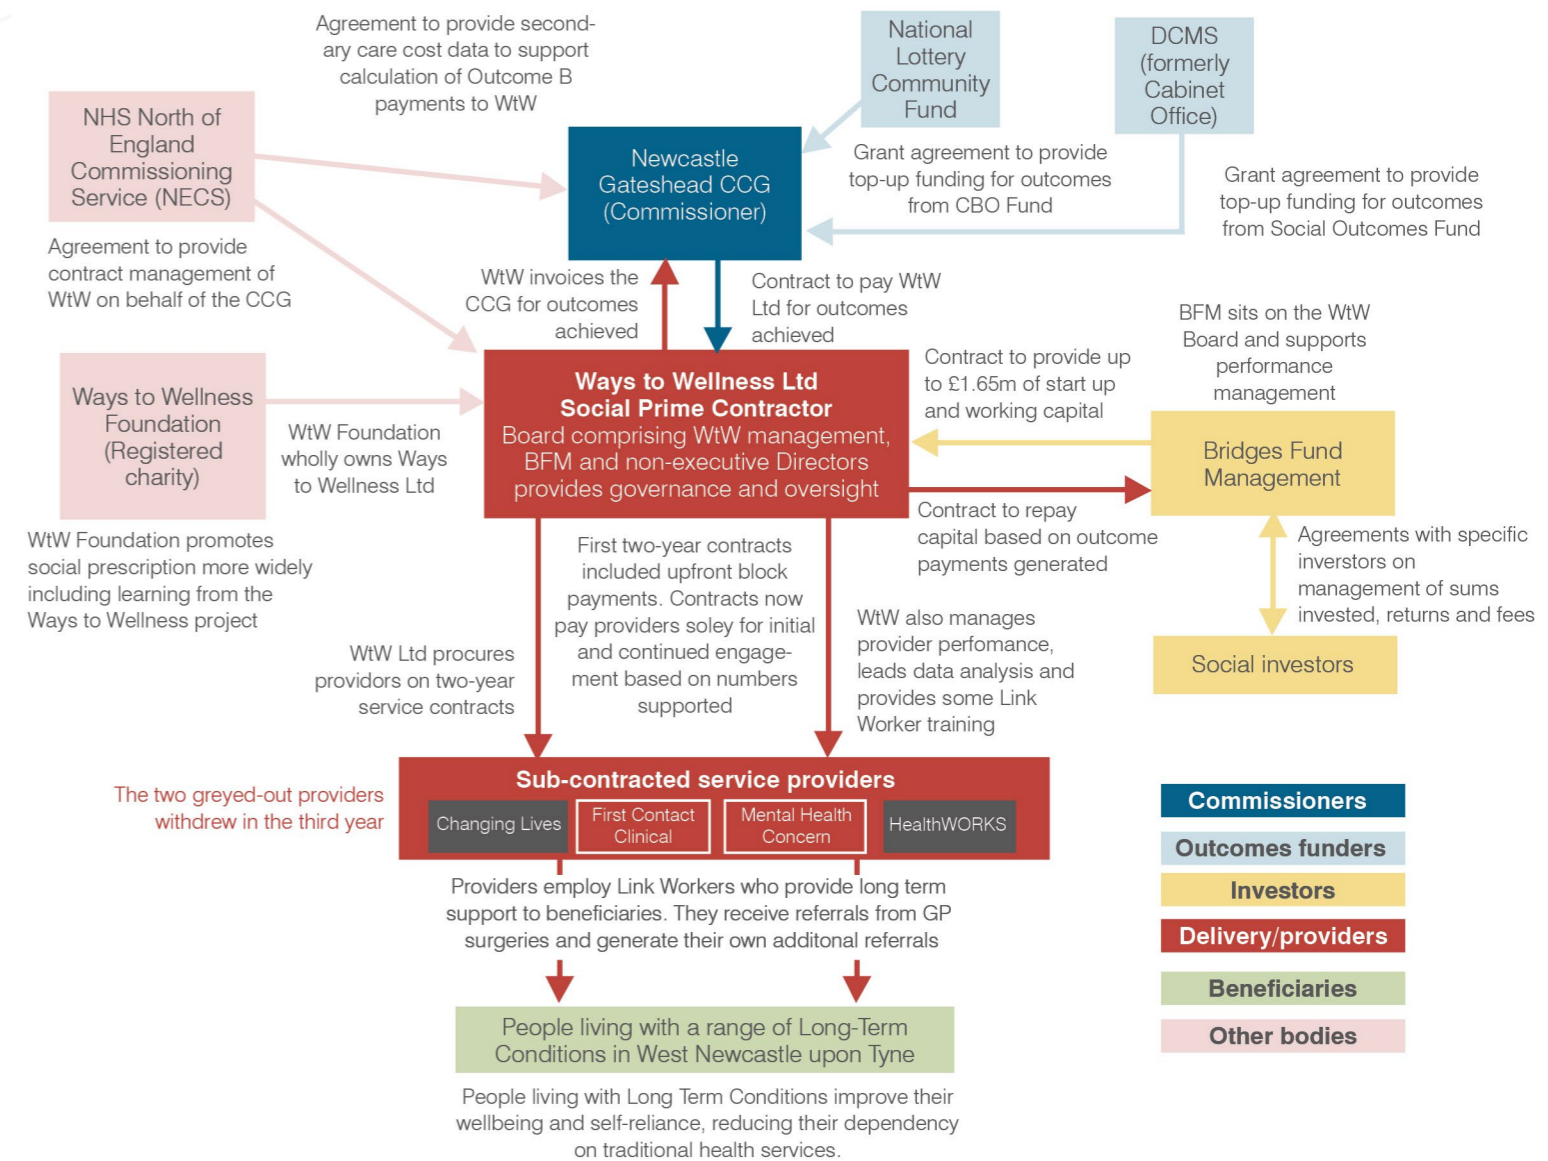 Agreement to provide second-
ary care cost data to support
calculation of Outcome B
payments to WtW
National
Lottery
Community
Fund
DCMS
(formerly
Cabinet
Office)
NHS North of
England
Commissioning
Service (NECS)
Newcastle
Gateshead CCG
(Commissioner)
Grant agreement to provide
top-up funding for outcomes
from CBO Fund
Grant agreement to provide
top-up funding for outcomes
from Social Outcomes Fund
Agreement to provide
contract management of
WtW on behalf of the CCG
WtW invoices the
CCG for outcomes
achieved
Contract to pay WtW
Ltd for outcomes
achieved
BFM sits on the WtW
Board and supports
performance
management
Ways to Wellness
Foundation
(Registered
charity)
WtW Foundation
wholly owns Ways
to Wellness Ltd
Ways to Wellness Ltd
Social Prime Contractor
Board comprising WtW management,
BFM and non-executive Directors
provides governance and oversight
Contract to provide up
to £1.65m of start up
and working capital
Bridges Fund
Management
Contract to repay
capital based on outcome
payments generated
Agreements with specific
inverstors on
management of sums
invested, returns and fees
WtW Foundation promotes
social prescription more widely
including learning from the
Ways to Wellness project
First two-year contracts
included upfront block
payments. Contracts now
pay providers soley for initial
and continued engage-
ment based on numbers
supported
WtW also manages
provider perfomance,
leads data analysis and
provides some Link
Worker training
Social investors
WtW Ltd procures
providors on two-year
service contracts
Sub-contracted service providers
The two greyed-out providers
withdrew in the third year
Changing Lives
First Contact
Clinical
Mental Health
Concern
HealthWORKS
Providers employ Link Workers who provide long term
support to beneficiaries. They receive referrals from GP
surgeries and generate their own additonal referrals
People living with a range of Long-Term
Conditions in West Newcastle upon Tyne
People living with Long Term Conditions improve their
wellbeing and self-reliance, reducing their dependency
on traditional health services.
Commissioners
Outcomes funders
Investors
Delivery/providers
Beneficiaries
Other bodies